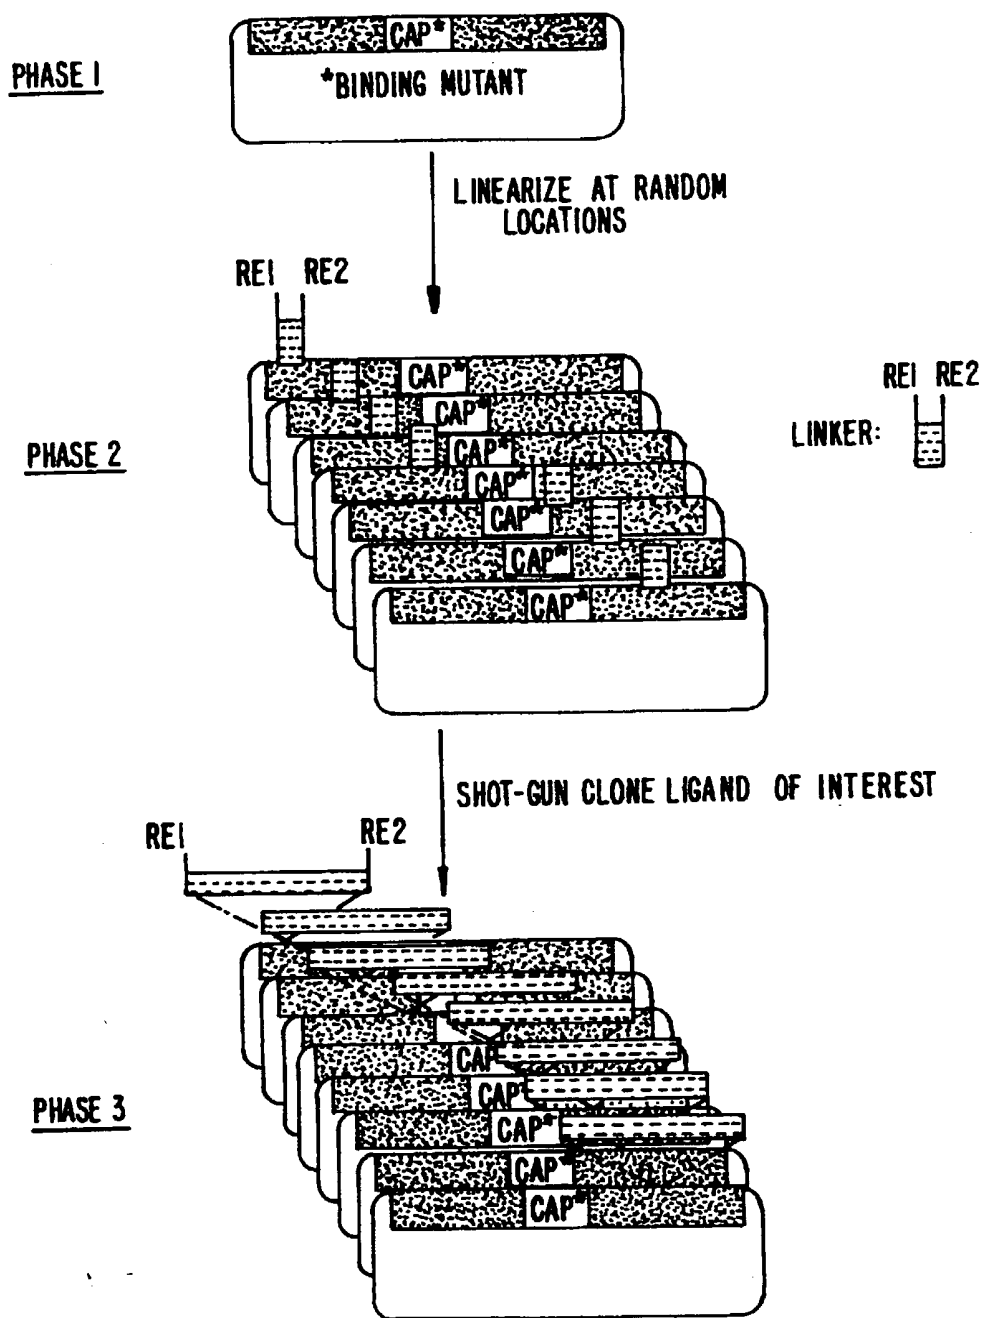 CAP*
PHASE 1
*BINDING MUTANT
LINEARIZE AT RANDOM
LOCATIONS
RE1 RE2
CAP*
CAP*
CAP*
CAP*
CAP*
CAP*
CAP*
PHASE 2
LINKER:
RE1 RE2
SHOT-GUN CLONE LIGAND OF INTEREST
RE1
RE2
CAP*
CAP*
CAP*
CAP*
CAP*
PHASE 3